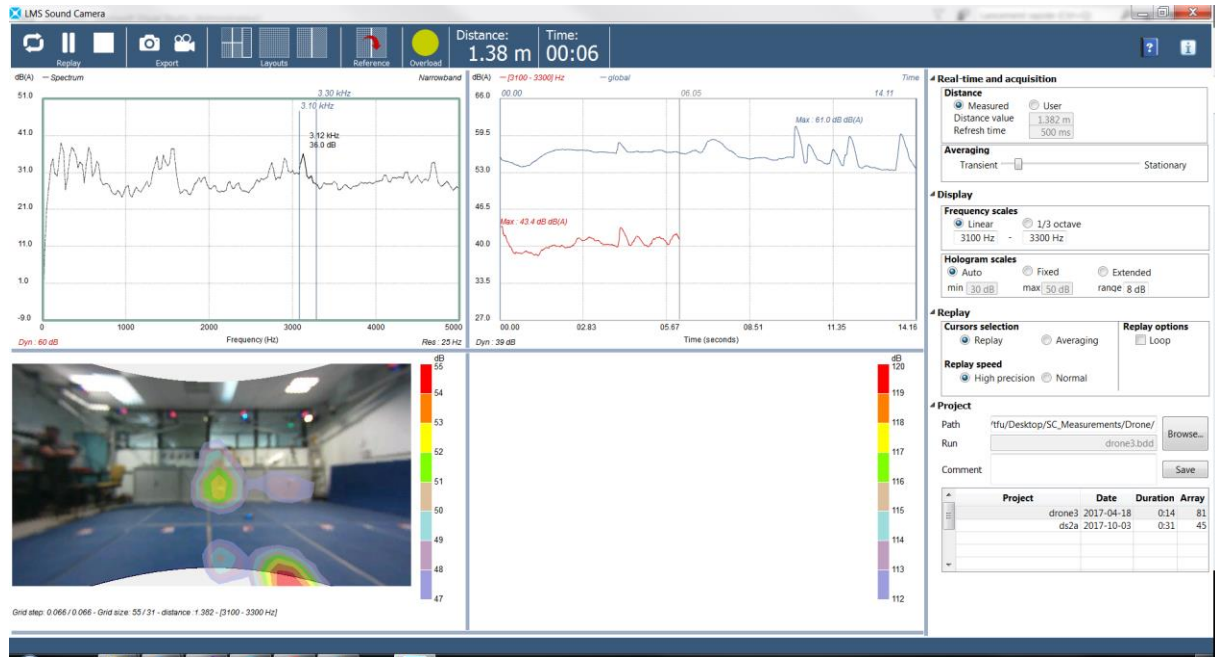 LMS Sound Camera
Distance: Time:
1.38 m 00:06
Replay Export Layouts Reference Overload
dB(A) — Spectrum Narrowband
51.0
41.0
31.0
21.0
11.0
1.0
-9.0
3.30 kHz
3.10 kHz
3.12 kHz
36.0 dB
0 1000 2000 3000 4000 5000
Dyn : 60 dB Frequency (Hz) Res : 25 Hz
dB(A) — [3100 - 3300] Hz — global Time
66.0
59.5
53.0
46.5
40.0
33.5
27.0
00.00 06.05 14.11
Max : 61.0 dB dB(A)
Max : 43.4 dB dB(A)
00.00 02.83 05.67 08.51 11.35 14.16
Dyn : 39 dB Time (seconds)
dB
55
54
53
52
51
50
49
48
47
Grid step: 0.066 / 0.066 - Grid size: 55 / 31 - distance :1.382 - [3100 - 3300 Hz]
dB
120
119
118
117
116
115
114
113
112
Real-time and acquisition
Distance
Measured User
Distance value 1.382 m
Refresh time 500 ms
Averaging
Transient Stationary
Display
Frequency scales
Linear 1/3 octave
3100 Hz - 3300 Hz
Hologram scales
Auto Fixed Extended
min 30 dB max 50 dB range 8 dB
Replay
Cursors selection Replay options
Replay Averaging Loop
Replay speed
High precision Normal
Project
Path 'tfu/Desktop/SC_Measurements/Drone/
Browse...
Run drone3.bdd
Comment Save
Project Date Duration Array
drone3 2017-04-18 0:14 81
ds2a 2017-10-03 0:31 45